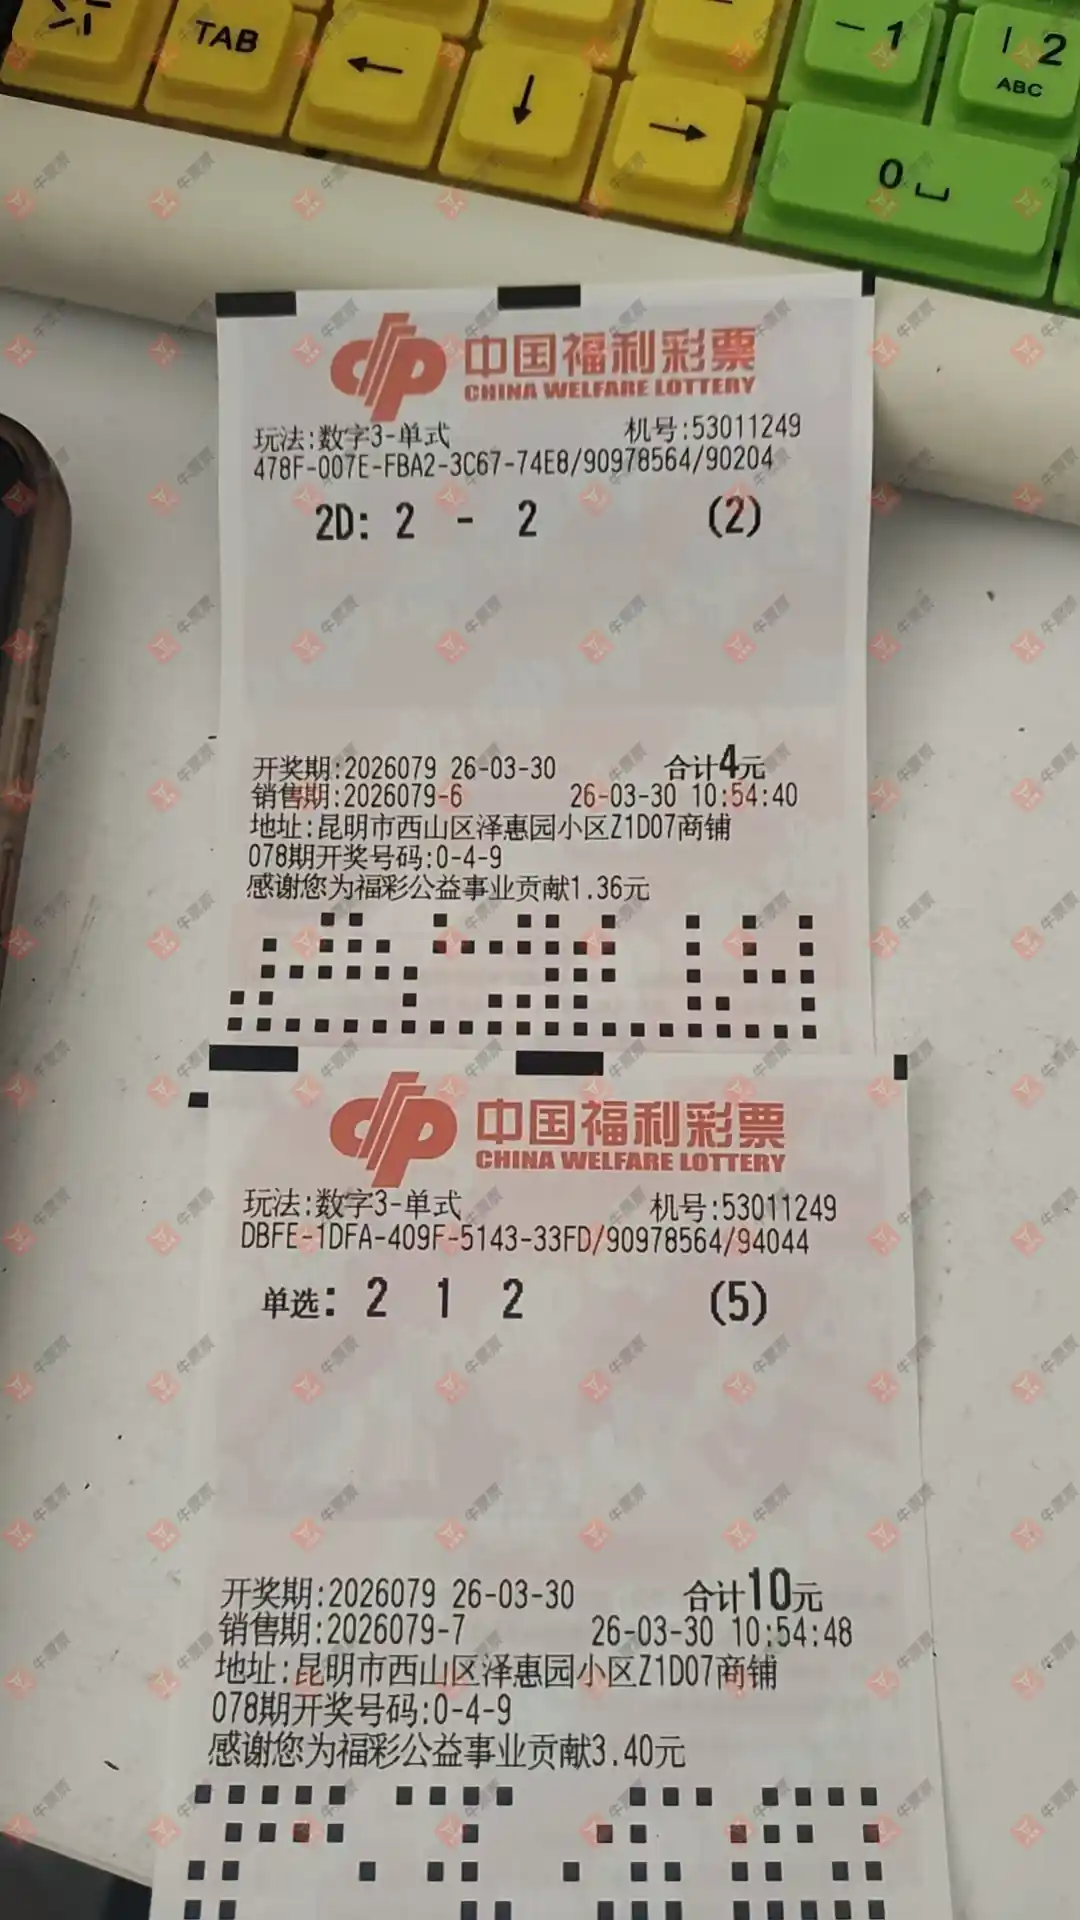 TAB
←
↓
→
— 1
| 2
ABC
0
中国福利彩票
CHINA WELFARE LOTTERY
玩法:数字3-单式 机号:53011249
478F-007E-FBA2-3C67-74E8/90978564/90204
2D: 2 - 2 (2)
开奖期:2026079 26-03-30 合计4元
销售期:2026079-6 26-03-30 10:54:40
地址:昆明市西山区泽惠园小区Z1D07商铺
078期开奖号码:0-4-9
感谢您为福彩公益事业贡献1.36元
中国福利彩票
CHINA WELFARE LOTTERY
玩法:数字3-单式 机号:53011249
DBFE-1DFA-409F-5143-33FD/90978564/94044
单选: 2 1 2 (5)
开奖期:2026079 26-03-30 合计10元
销售期:2026079-7 26-03-30 10:54:48
地址:昆明市西山区泽惠园小区Z1D07商铺
078期开奖号码:0-4-9
感谢您为福彩公益事业贡献3.40元